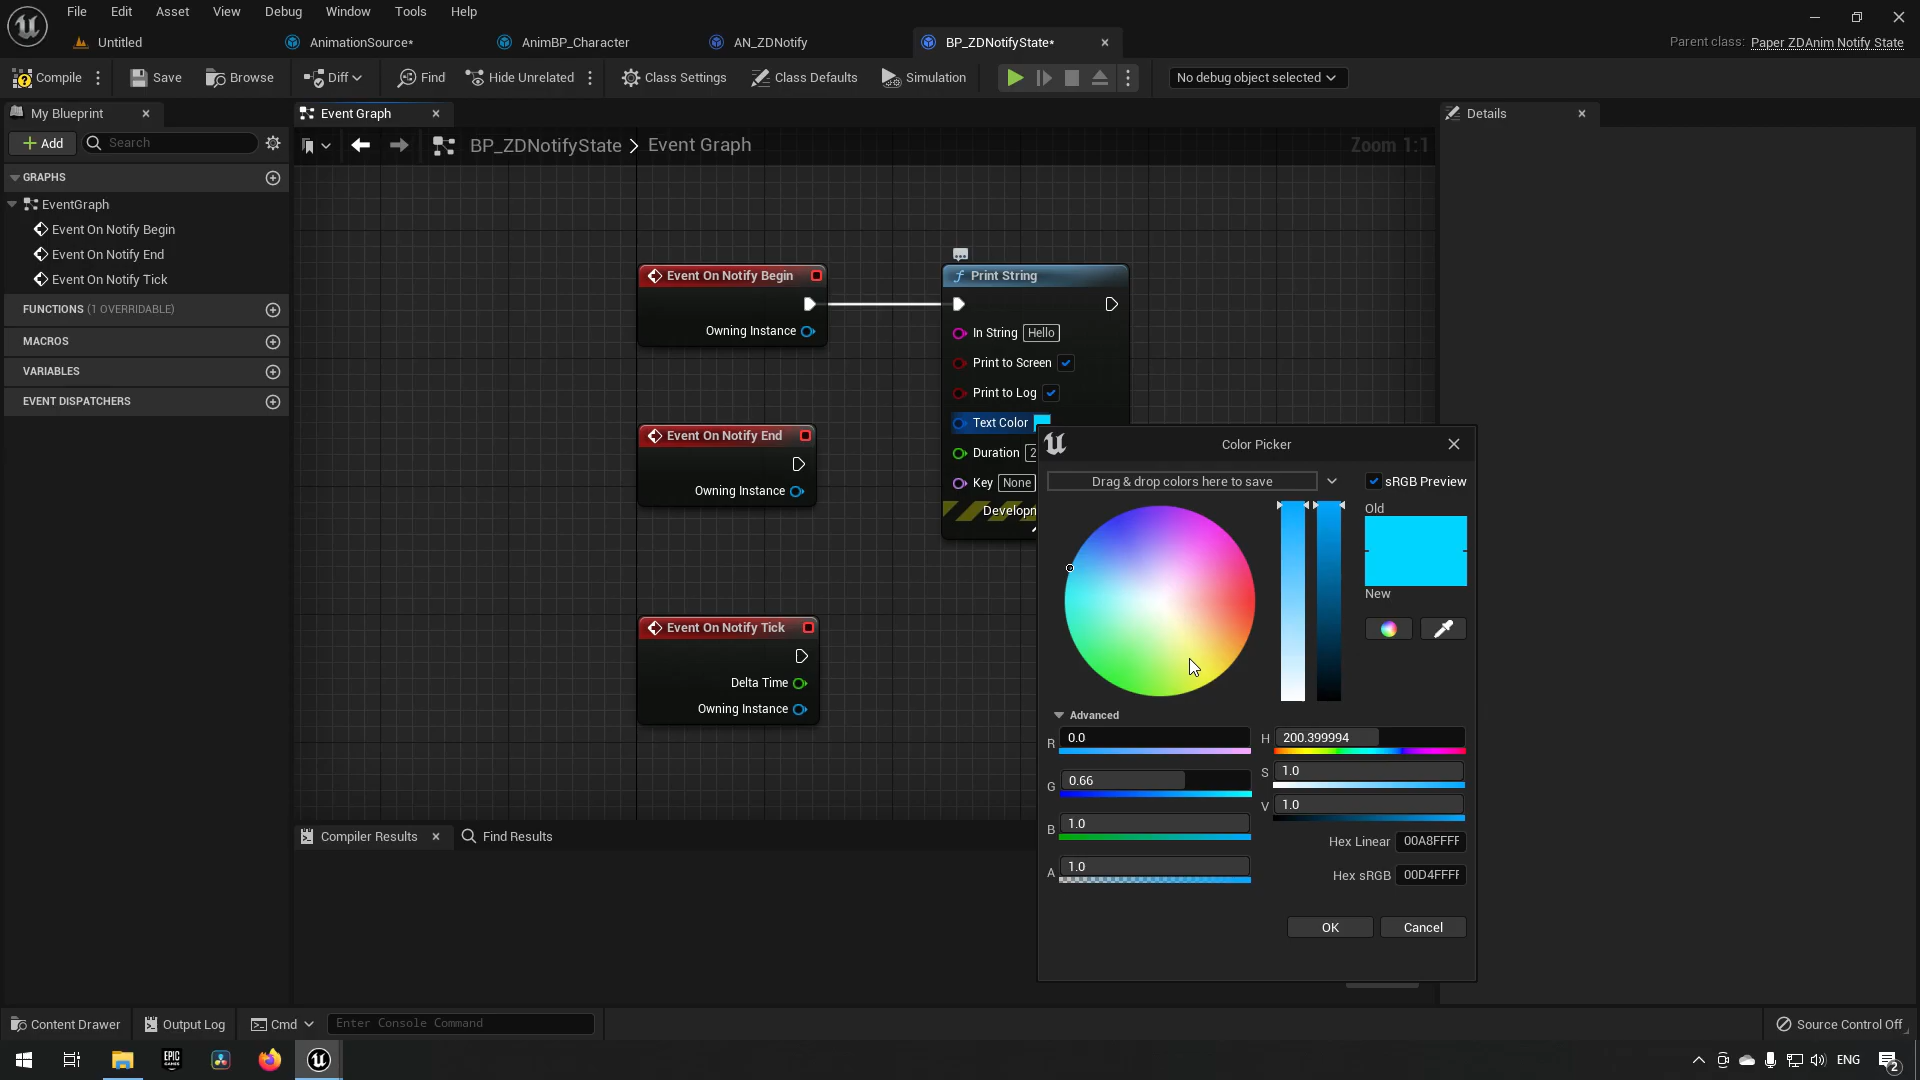 File Edit Asset View Debug Window Tools Help
Untitled AnimationSource* AnimBP_Character AN_ZDNotify BP_ZDNotifyState* Parent class: Paper ZDAnim Notify State
Compile Save Browse Diff Find Hide Unrelated Class Settings Class Defaults Simulation No debug object selected
My Blueprint Event Graph Details
Add Search BP_ZDNotifyState > Event Graph Zoom 1:1
GRAPHS
EventGraph
Event On Notify Begin
Event On Notify End
Event On Notify Tick
FUNCTIONS (1 OVERRIDABLE)
MACROS
VARIABLES
EVENT DISPATCHERS
Event On Notify Begin
Owning Instance
Event On Notify End
Owning Instance
Event On Notify Tick
Delta Time
Owning Instance
Print String
In String Hello
Print to Screen
Print to Log
Text Color
Duration 2
Key None
Developm
Color Picker
Drag & drop colors here to save sRGB Preview
Old
New
Advanced
R 0.0 H 200.399994
G 0.66 S 1.0
B 1.0 V 1.0
Hex Linear 00A8FFFF
A 1.0 Hex sRGB 00D4FFFF
OK Cancel
Compiler Results Find Results
Content Drawer Output Log Cmd Enter Console Command Source Control Off
EPIC GAMES ENG 2